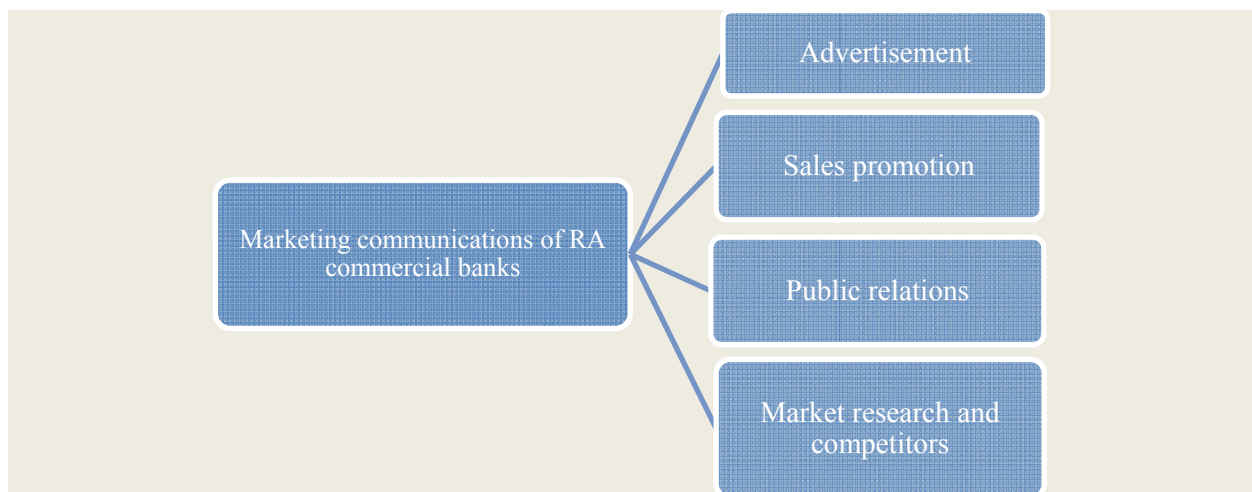 Advertisement
Sales promotion
Marketing communications of RA
commercial banks
Public relations
Market research and
competitors